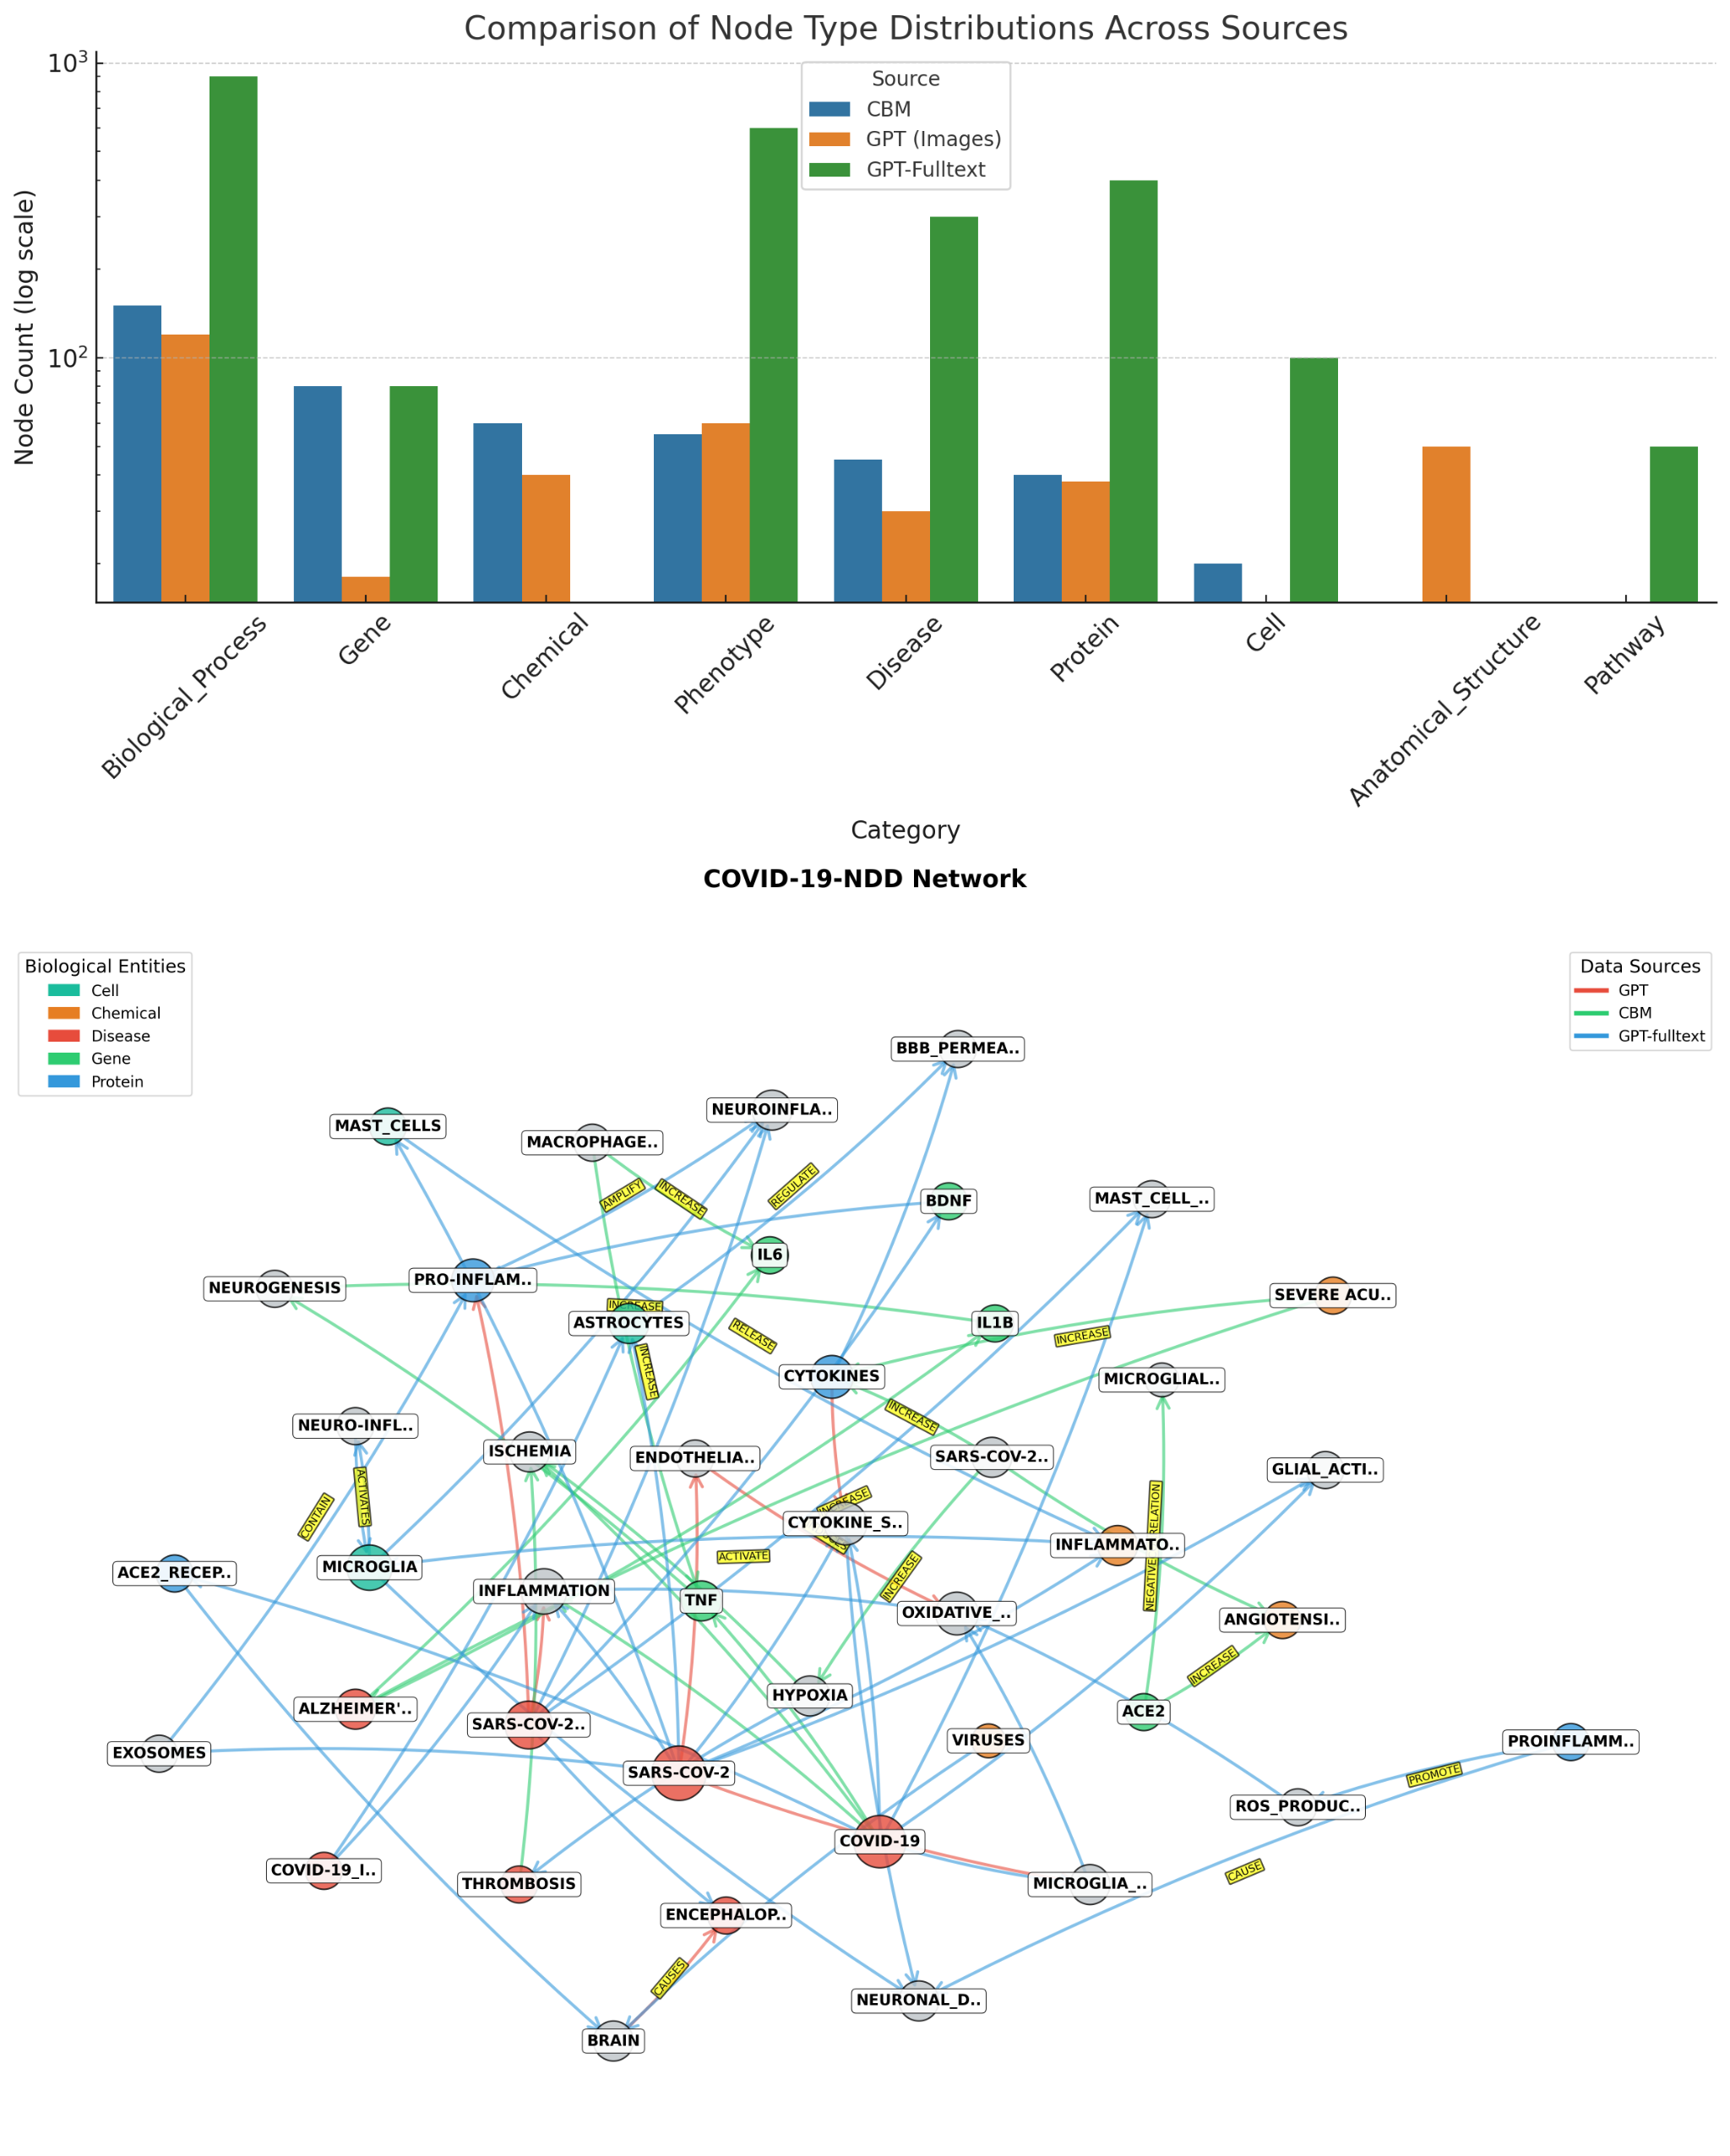 Comparison of Node Type Distributions Across Sources
Node Count (log scale)
10³
10²
Source
CBM
GPT (Images)
GPT-Fulltext
Biological_Process
Gene
Chemical
Phenotype
Disease
Protein
Cell
Anatomical_Structure
Pathway
Category
COVID-19-NDD Network
Biological Entities
Cell
Chemical
Disease
Gene
Protein
Data Sources
GPT
CBM
GPT-fulltext
BBB_PERMEA..
NEUROINFLA..
MAST_CELLS
MACROPHAGE..
REGULATE
AMPLIFY
INCREASE
BDNF
MAST_CELL_..
IL6
PRO-INFLAM..
NEUROGENESIS
SEVERE ACU..
INCREASE
ASTROCYTES
RELEASE
IL1B
INCREASE
INCREASE
CYTOKINES
MICROGLIAL..
INCREASE
NEURO-INFL..
ISCHEMIA
ENDOTHELIA..
SARS-COV-2..
GLIAL_ACTI..
ACTIVATES
CONTAIN
INCREASE
CYTOKINE_S..
INFLAMMATO..
NEGATIVE RELATION
ACTIVATE
ACE2_RECEP..
MICROGLIA
INCREASE
INFLAMMATION
TNF
OXIDATIVE_..
ANGIOTENSI..
INCREASE
HYPOXIA
ALZHEIMER'..
SARS-COV-2..
ACE2
VIRUSES
PROINFLAMM..
EXOSOMES
SARS-COV-2
PROMOTE
ROS_PRODUC..
COVID-19
COVID-19_I..
THROMBOSIS
MICROGLIA_..
CAUSE
ENCEPHALOP..
CAUSES
NEURONAL_D..
BRAIN